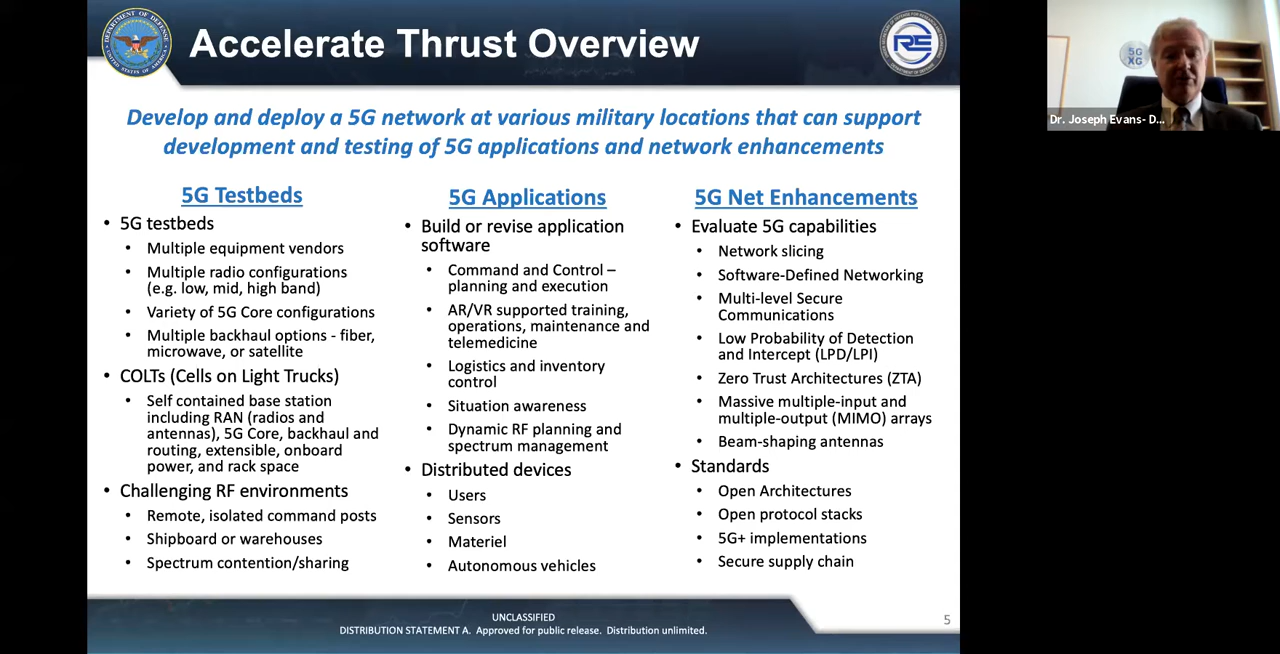 Accelerate Thrust Overview
Develop and deploy a 5G network at various military locations that can support
development and testing of 5G applications and network enhancements
5G Testbeds
• 5G testbeds
• Multiple equipment vendors
• Multiple radio configurations
(e.g. low, mid, high band)
• Variety of 5G Core configurations
• Multiple backhaul options - fiber,
microwave, or satellite
• COLTs (Cells on Light Trucks)
• Self contained base station
including RAN (radios and
antennas), 5G Core, backhaul and
routing, extensible, onboard
power, and rack space
• Challenging RF environments
• Remote, isolated command posts
• Shipboard or warehouses
• Spectrum contention/sharing
5G Applications
• Build or revise application
software
• Command and Control –
planning and execution
• AR/VR supported training,
operations, maintenance and
telemedicine
• Logistics and inventory
control
• Situation awareness
• Dynamic RF planning and
spectrum management
• Distributed devices
• Users
• Sensors
• Materiel
• Autonomous vehicles
5G Net Enhancements
• Evaluate 5G capabilities
• Network slicing
• Software-Defined Networking
• Multi-level Secure
Communications
• Low Probability of Detection
and Intercept (LPD/LPI)
• Zero Trust Architectures (ZTA)
• Massive multiple-input and
multiple-output (MIMO) arrays
• Beam-shaping antennas
• Standards
• Open Architectures
• Open protocol stacks
• 5G+ implementations
• Secure supply chain
UNCLASSIFIED
DISTRIBUTION STATEMENT A. Approved for public release. Distribution unlimited.
5
DEPARTMENT OF DEFENSE
UNITED STATES OF AMERICA
RE
5G
XG
Dr. Joseph Evans- D...